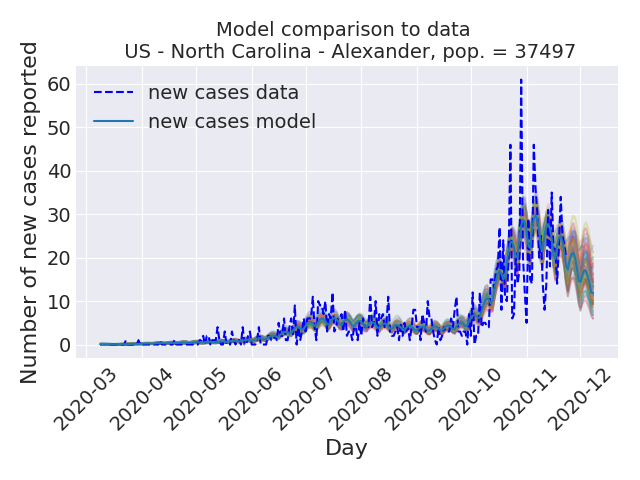 Model comparison to data
US - North Carolina - Alexander, pop. = 37497
Number of new cases reported
60
50
40
30
20
10
0
new cases data
new cases model
2020-03
2020-04
2020-05
2020-06
2020-07
2020-08
2020-09
2020-10
2020-11
2020-12
Day